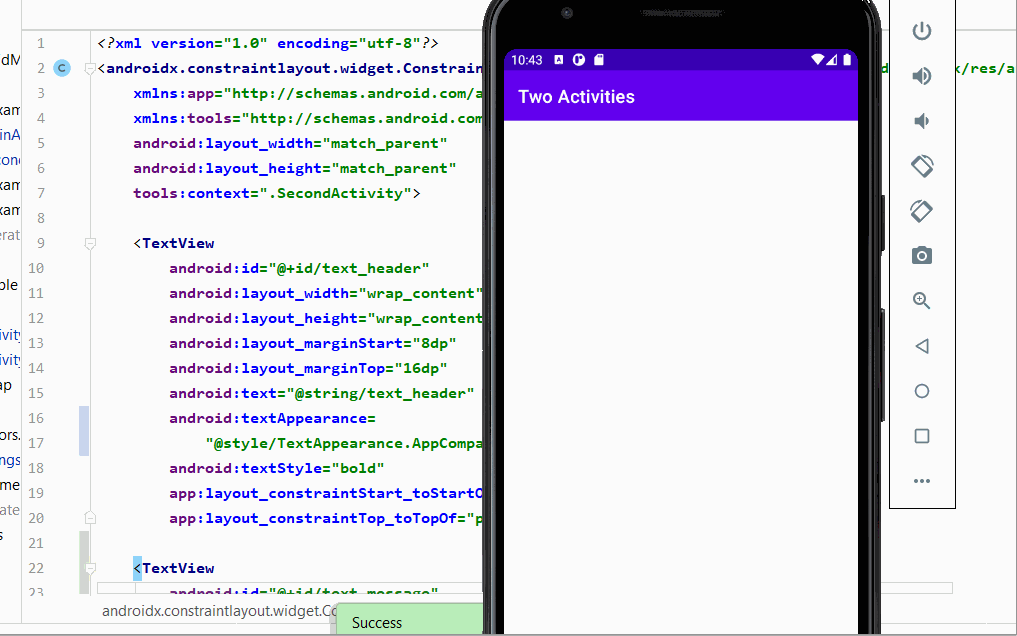 1 <?xml version="1.0" encoding="utf-8"?>
2 <androidx.constraintlayout.widget.Constrain
3 xmlns:app="http://schemas.android.com/a
4 xmlns:tools="http://schemas.android.com
5 android:layout_width="match_parent"
6 android:layout_height="match_parent"
7 tools:context=".SecondActivity">
8
9 <TextView
10 android:id="@+id/text_header"
11 android:layout_width="wrap_content"
12 android:layout_height="wrap_content
13 android:layout_marginStart="8dp"
14 android:layout_marginTop="16dp"
15 android:text="@string/text_header"
16 android:textAppearance=
17 "@style/TextAppearance.AppCompa
18 android:textStyle="bold"
19 app:layout_constraintStart_toStartO
20 app:layout_constraintTop_toTopOf="p
21
22 <TextView
23 android:id="@+id/text_message"
androidx.constraintlayout.widget.Co
Success
10:43
Two Activities
d
x/res/a
dM
xam
inA
con
xam
xam
erat
ple
ivity
ivity
ap
ors.
ngs
me
ate
s
C